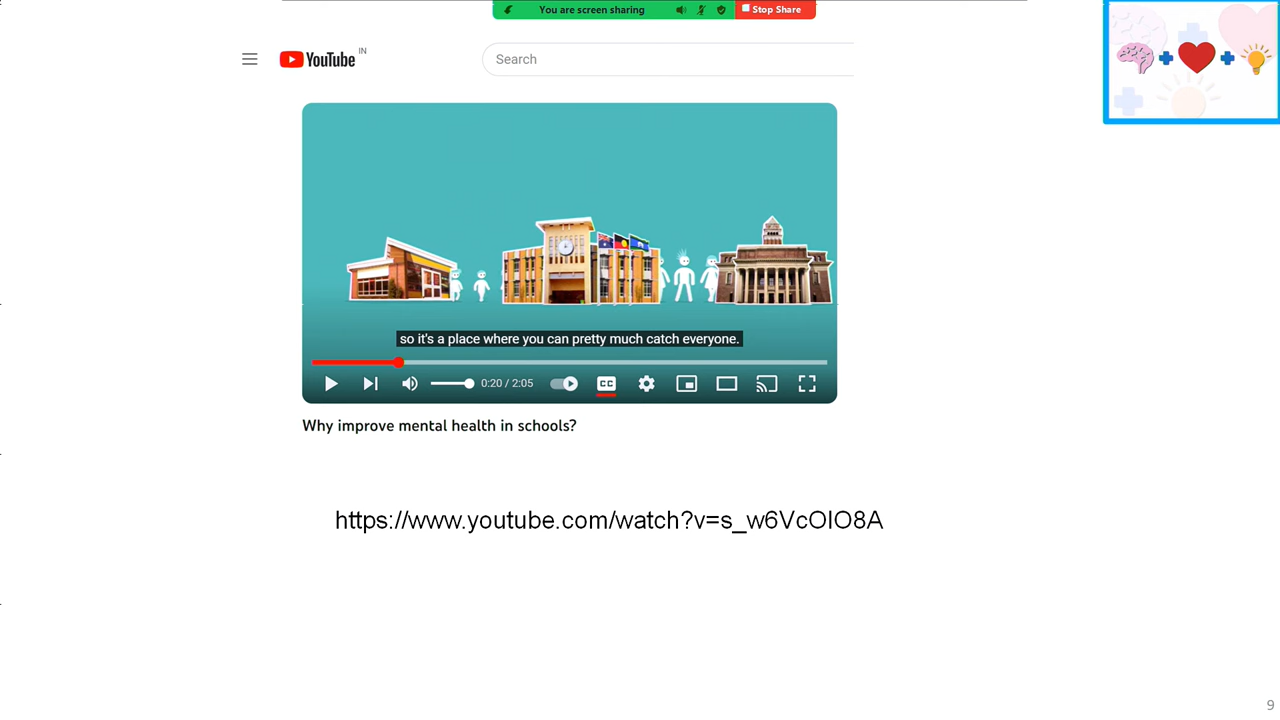 You are screen sharing
Stop Share
YouTube IN
Search
so it's a place where you can pretty much catch everyone.
0:20 / 2:05
CC
Why improve mental health in schools?
https://www.youtube.com/watch?v=s_w6VcOIO8A
9